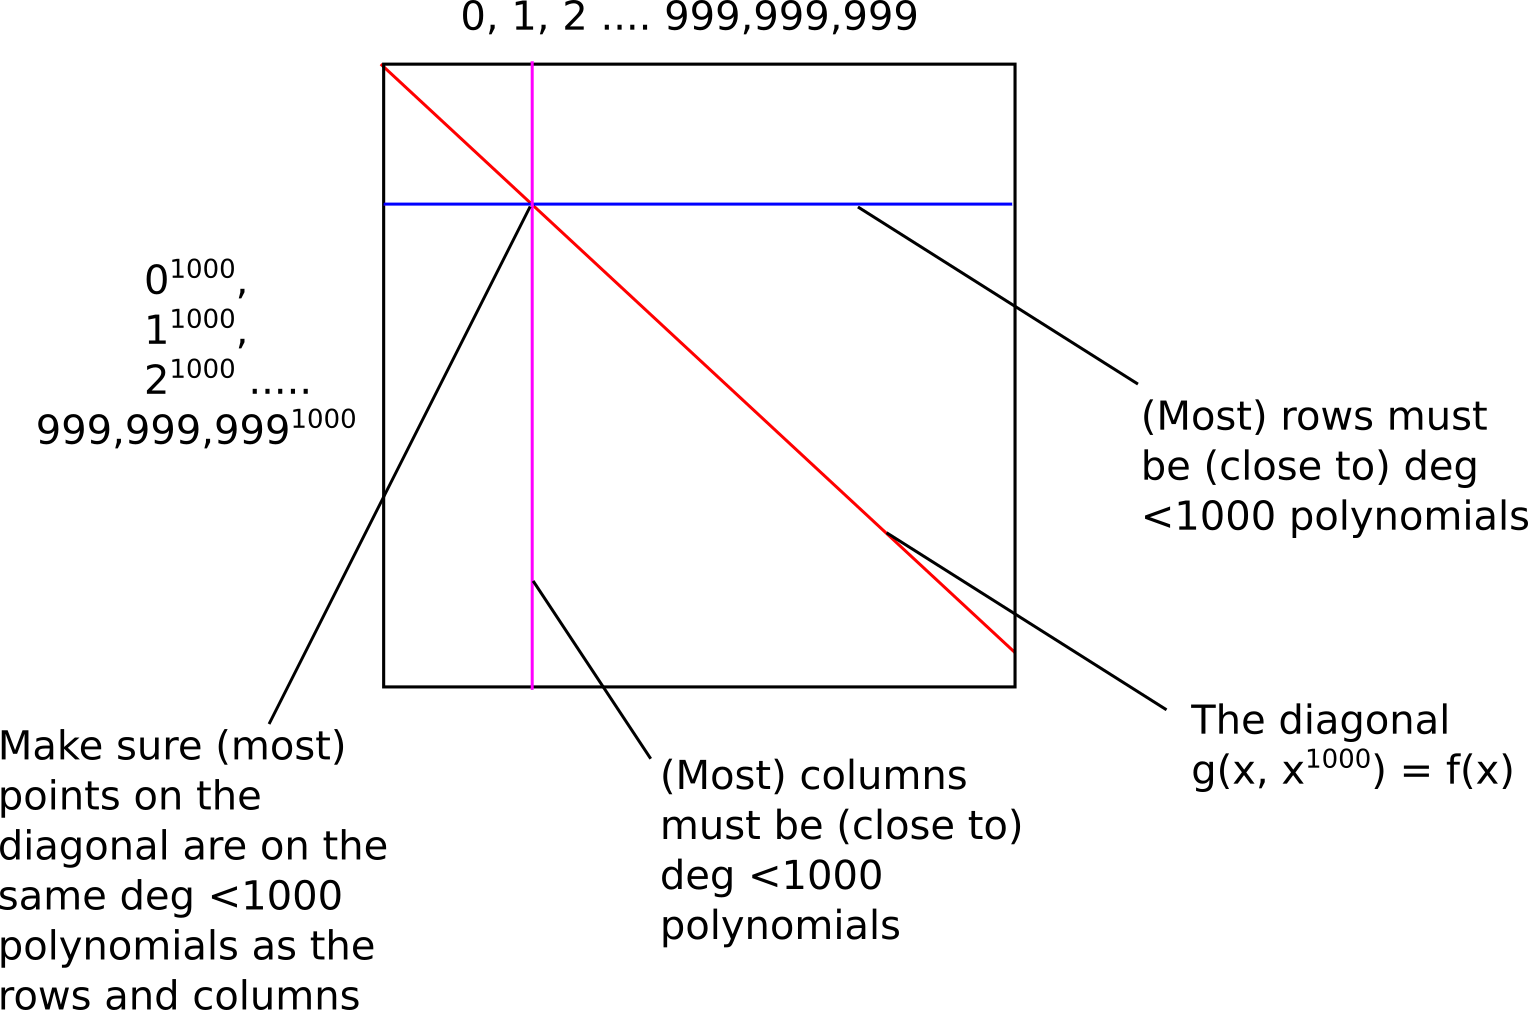 0, 1, 2 .... 999,999,999
0^1000,
1^1000,
2^1000 .....
999,999,999^1000
(Most) rows must
be (close to) deg
<1000 polynomials
The diagonal
g(x, x^1000) = f(x)
Make sure (most)
points on the
diagonal are on the
same deg <1000
polynomials as the
rows and columns
(Most) columns
must be (close to)
deg <1000
polynomials